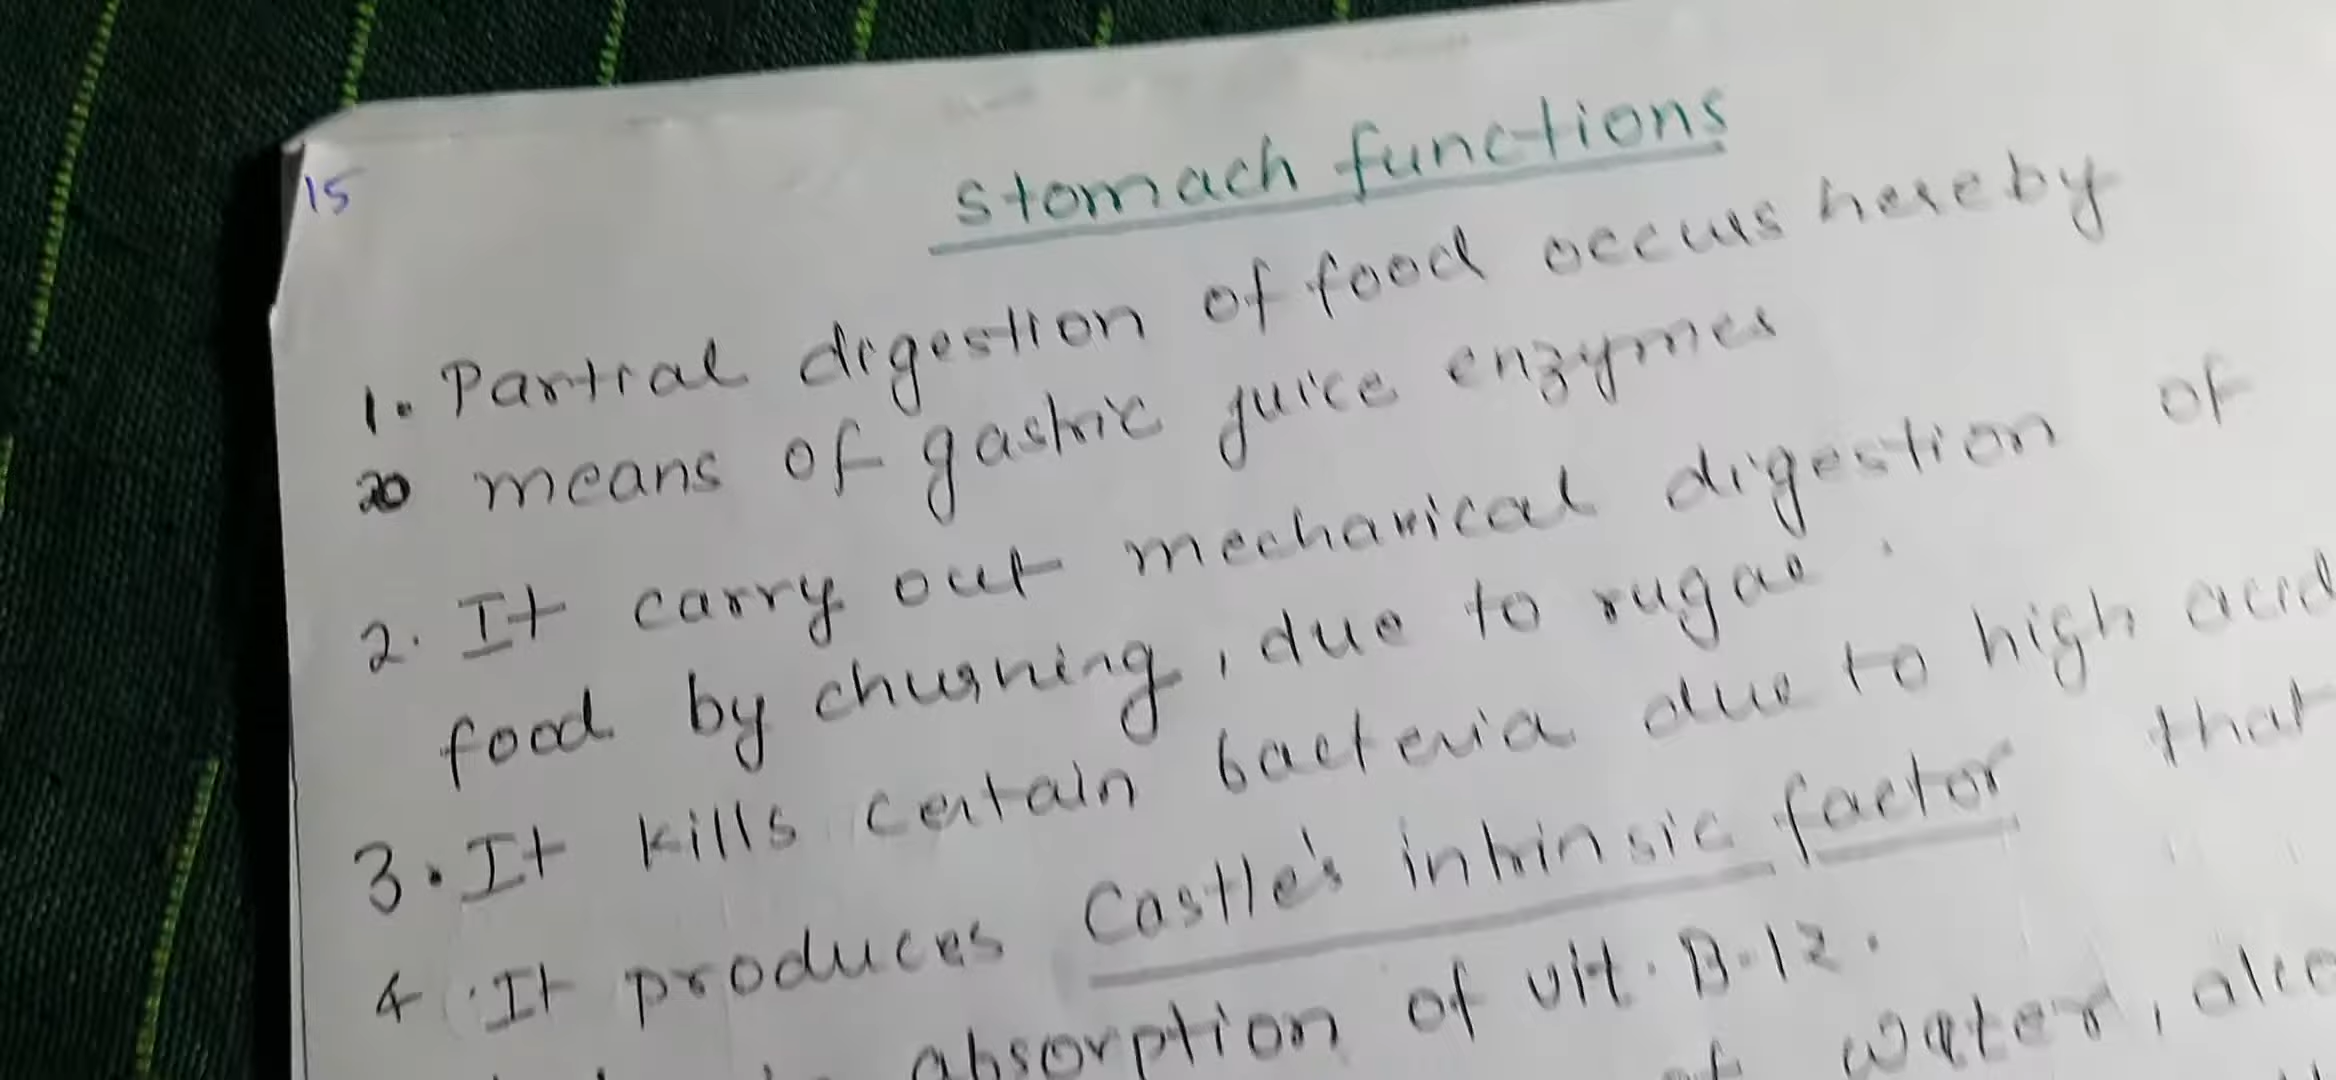 15
Stomach functions
1. Partial digestion of food occurs hereby
means of gastric juice enzymes
2. It carry out mechanical digestion of
food by churning, due to rugae.
3. It kills certain bacteria due to high acid
4. It produces Castle's intrinsic factor that
absorption of vit. B-12.
of water,